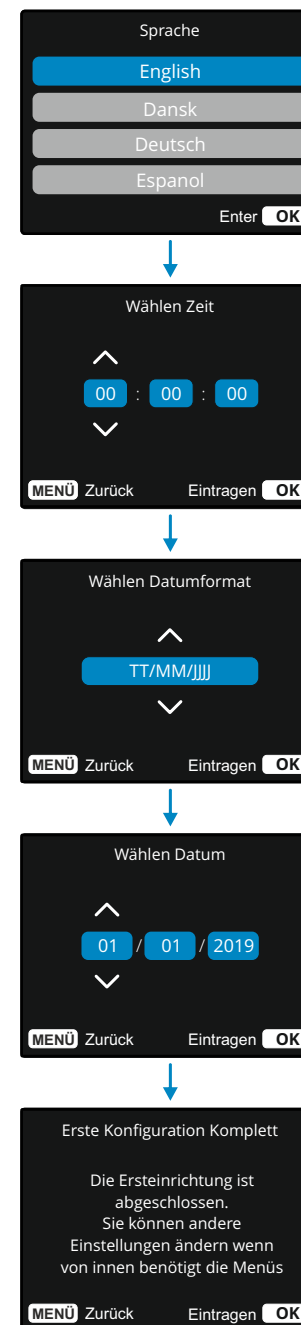 Sprache
English
Dansk
Deutsch
Espanol
Enter OK
Wählen Zeit
00 : 00 : 00
MENÜ Zurück Eintragen OK
Wählen Datumformat
TT/MM/JJJJ
MENÜ Zurück Eintragen OK
Wählen Datum
01 / 01 / 2019
MENÜ Zurück Eintragen OK
Erste Konfiguration Komplett
Die Ersteinrichtung ist
abgeschlossen.
Sie können andere
Einstellungen ändern wenn
von innen benötigt die Menüs
MENÜ Zurück Eintragen OK